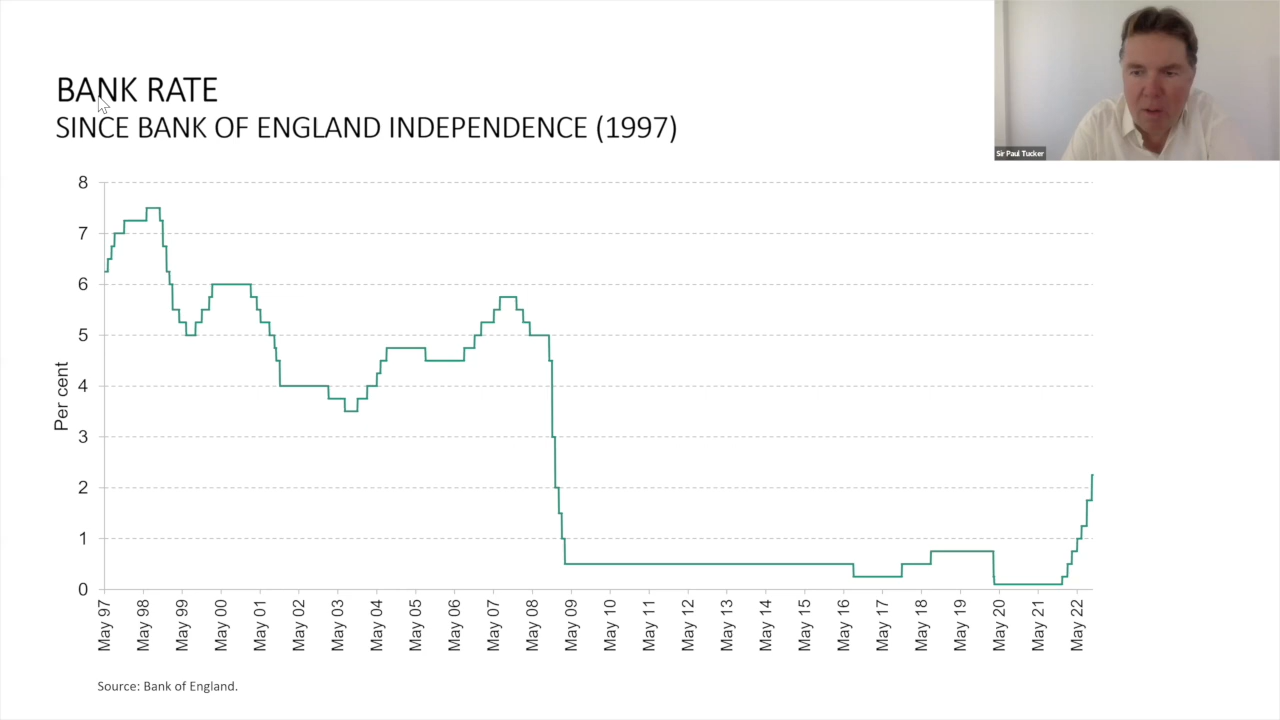 BANK RATE
SINCE BANK OF ENGLAND INDEPENDENCE (1997)
Sir Paul Tucker
8
7
6
5
4
3
2
1
0
Per cent
May 97
May 98
May 99
May 00
May 01
May 02
May 03
May 04
May 05
May 06
May 07
May 08
May 09
May 10
May 11
May 12
May 13
May 14
May 15
May 16
May 17
May 18
May 19
May 20
May 21
May 22
Source: Bank of England.